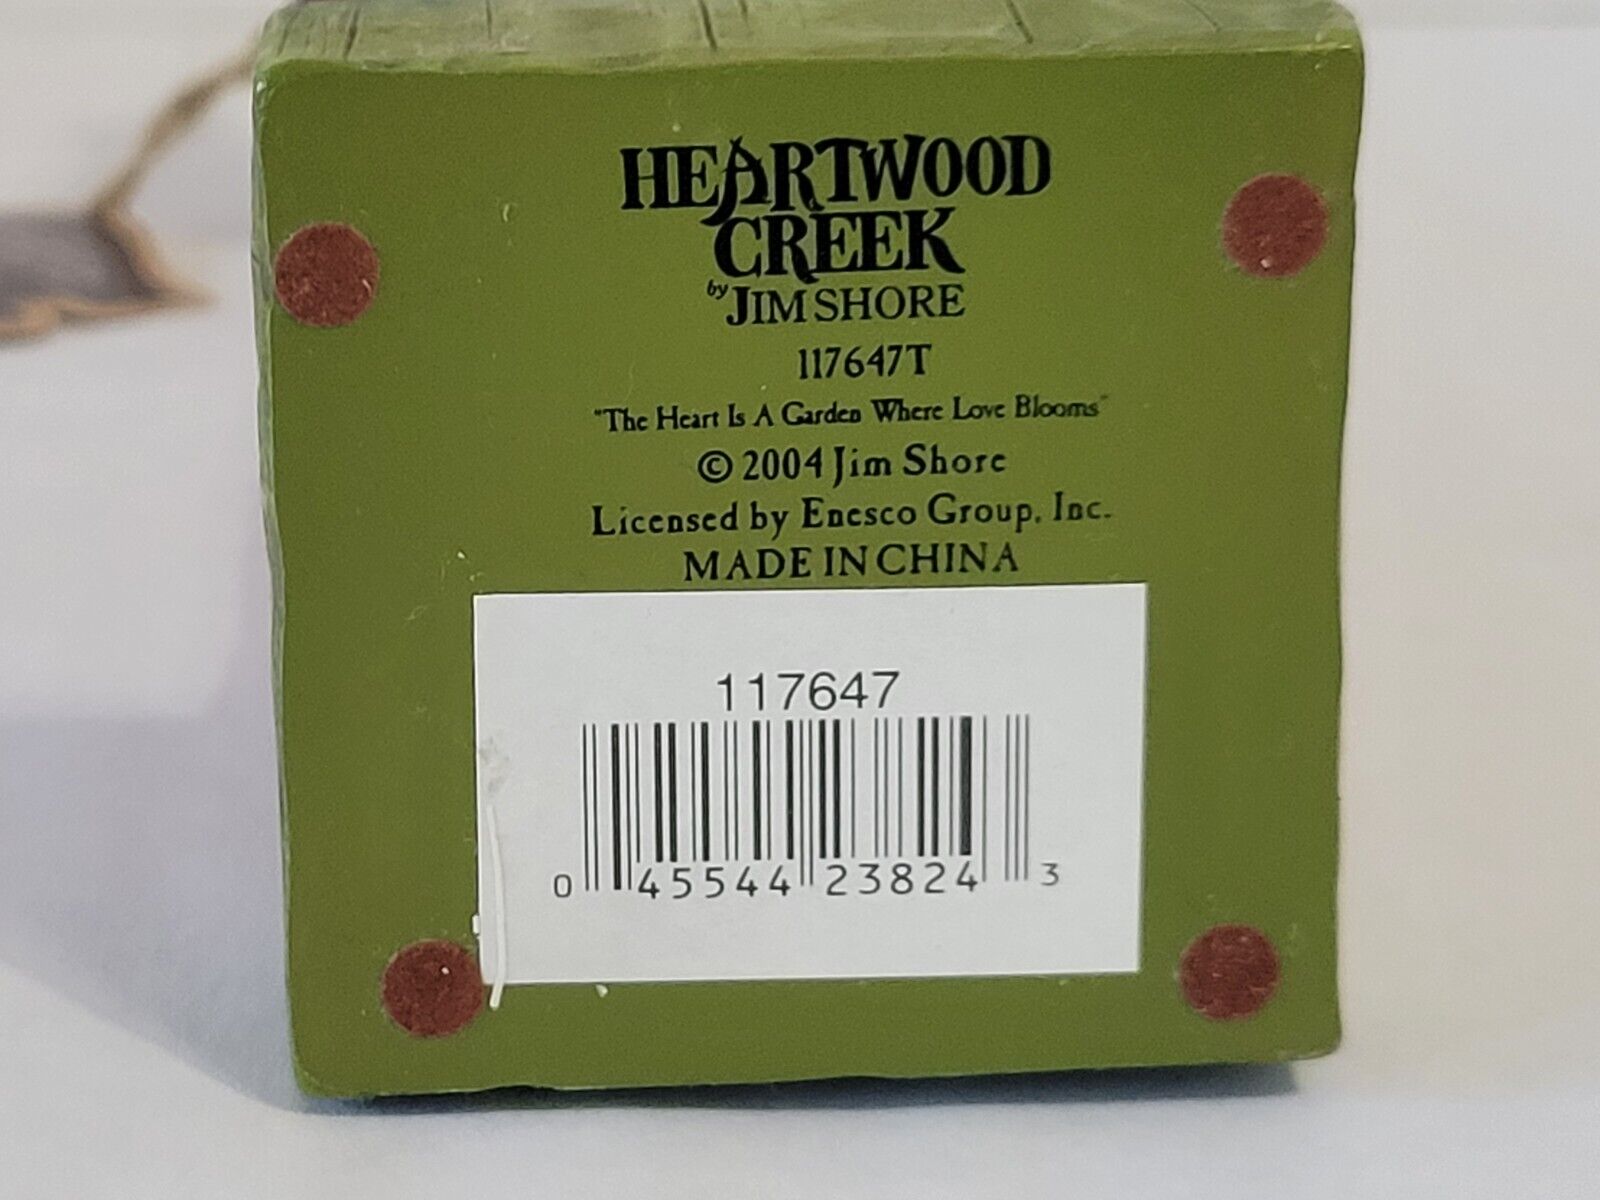 HEARTWOOD
CREEK
by JIM SHORE
117647T
"The Heart Is A Garden Where Love Blooms"
© 2004 Jim Shore
Licensed by Enesco Group, Inc.
MADE IN CHINA
117647
0 45544 23824 3